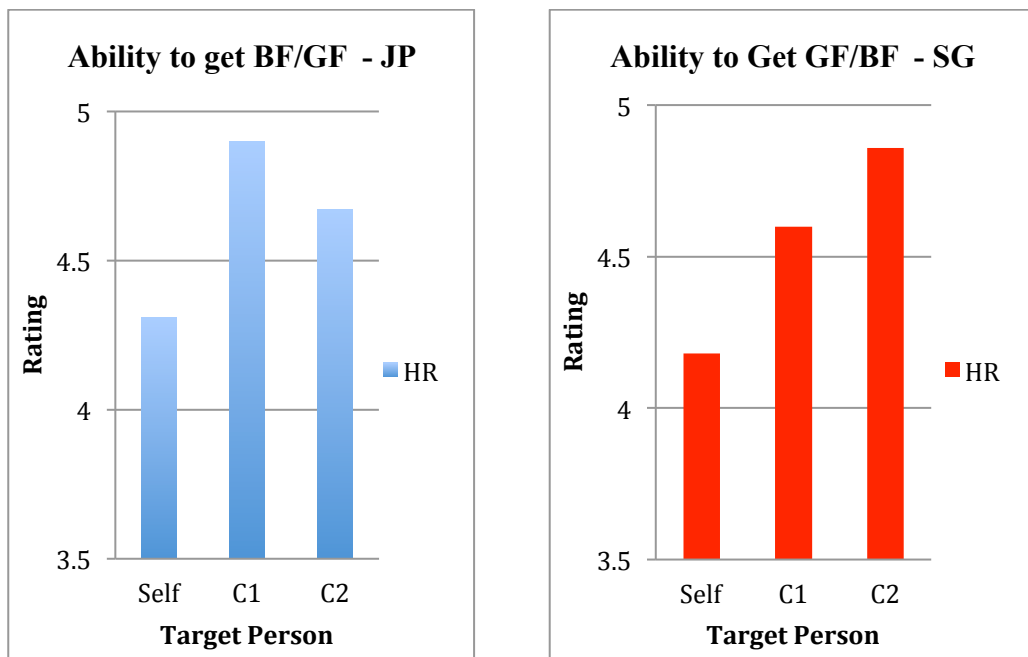 Ability to get BF/GF - JP
5
4.5
4
3.5
Rating
Self C1 C2
Target Person
HR
Ability to Get GF/BF - SG
5
4.5
4
3.5
Rating
Self C1 C2
Target Person
HR